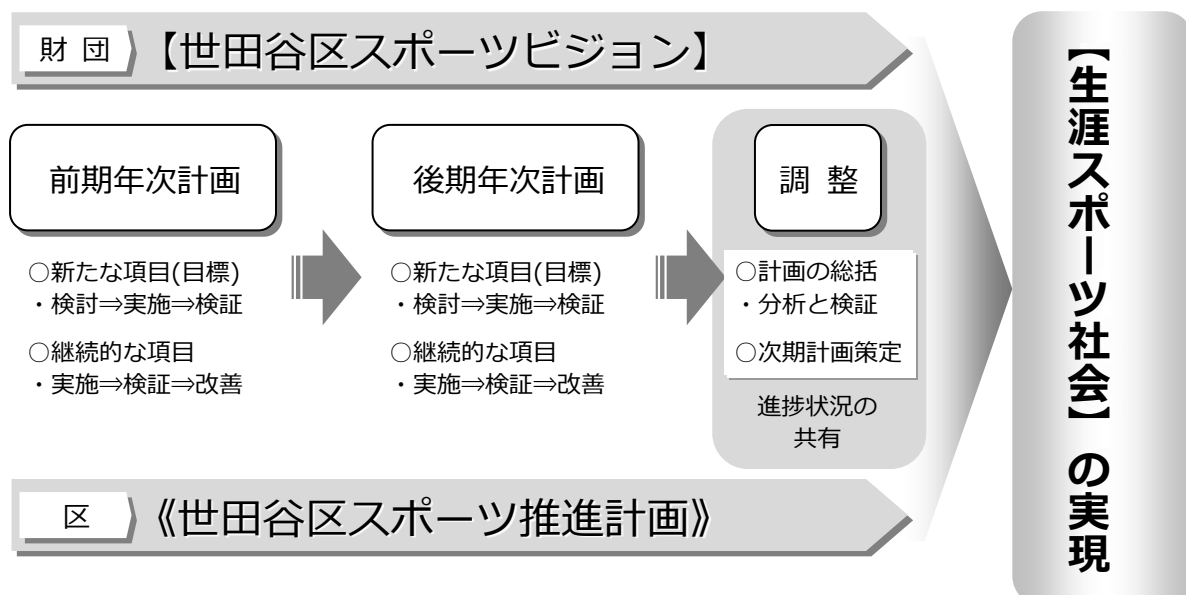 財 団 【世田谷区スポーツビジョン】
前期年次計画
○新たな項目(目標)
・検討⇒実施⇒検証
○継続的な項目
・実施⇒検証⇒改善
後期年次計画
○新たな項目(目標)
・検討⇒実施⇒検証
○継続的な項目
・実施⇒検証⇒改善
調 整
○計画の総括
・分析と検証
○次期計画策定
進捗状況の
共有
区 《世田谷区スポーツ推進計画》
【生涯スポーツ社会】の実現